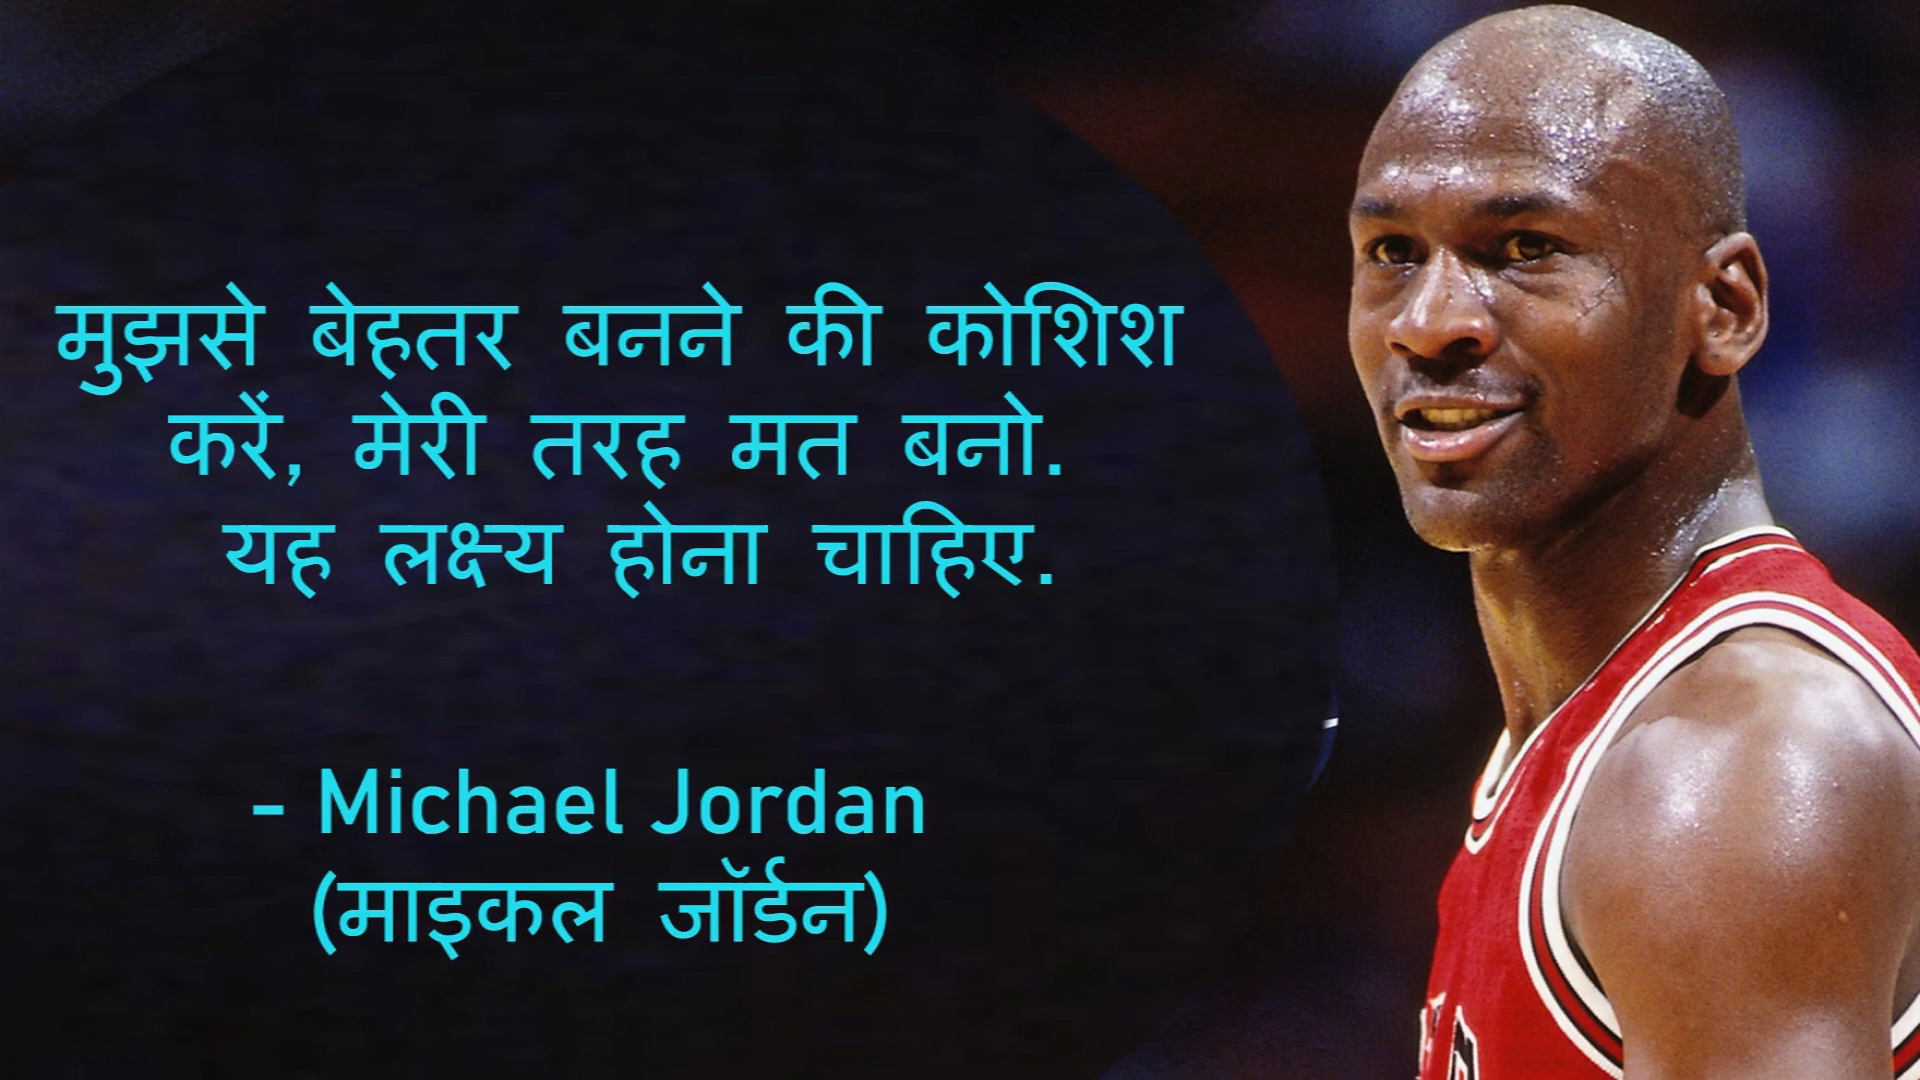 मुझसे बेहतर बनने की कोशिश
करें, मेरी तरह मत बनो.
यह लक्ष्य होना चाहिए.
- Michael Jordan
(माइकल जॉर्डन)